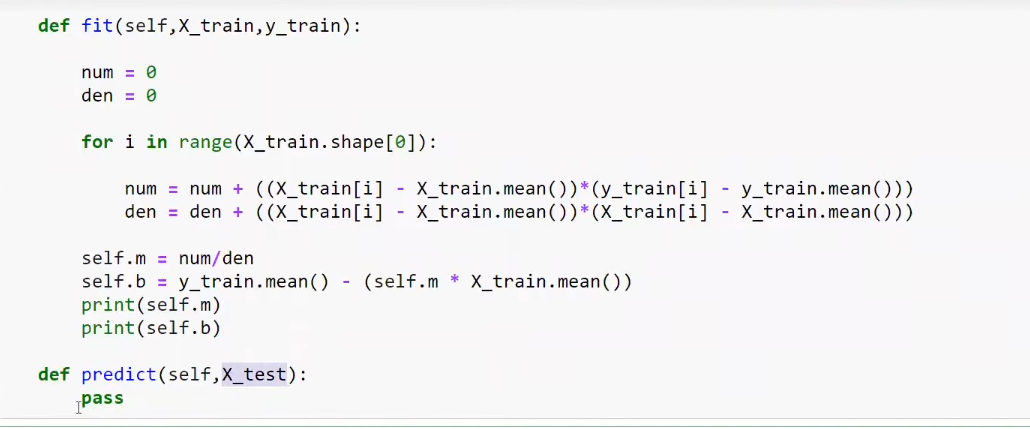 def fit(self,X_train,y_train):
num = 0
den = 0
for i in range(X_train.shape[0]):
num = num + ((X_train[i] - X_train.mean())*(y_train[i] - y_train.mean()))
den = den + ((X_train[i] - X_train.mean())*(X_train[i] - X_train.mean()))
self.m = num/den
self.b = y_train.mean() - (self.m * X_train.mean())
print(self.m)
print(self.b)
def predict(self,X_test):
pass